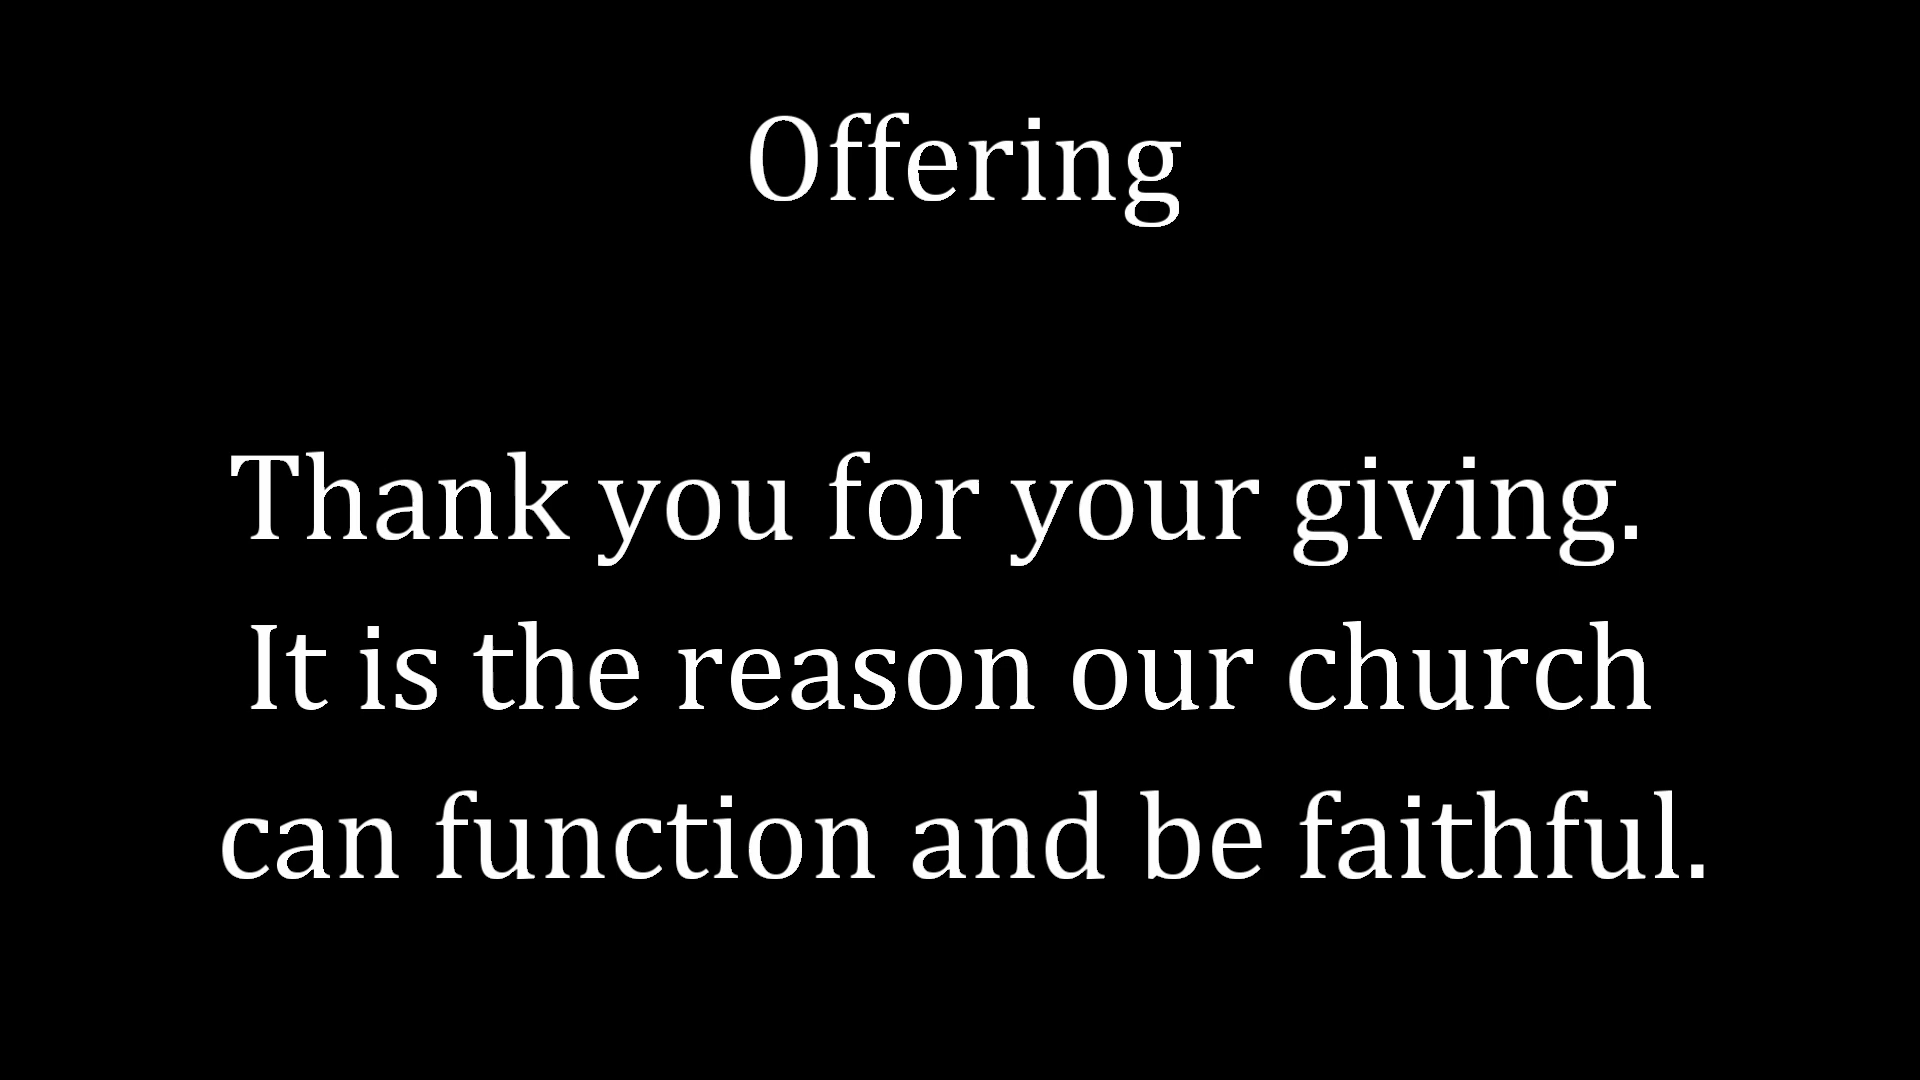 Offering
Thank you for your giving.
It is the reason our church
can function and be faithful.